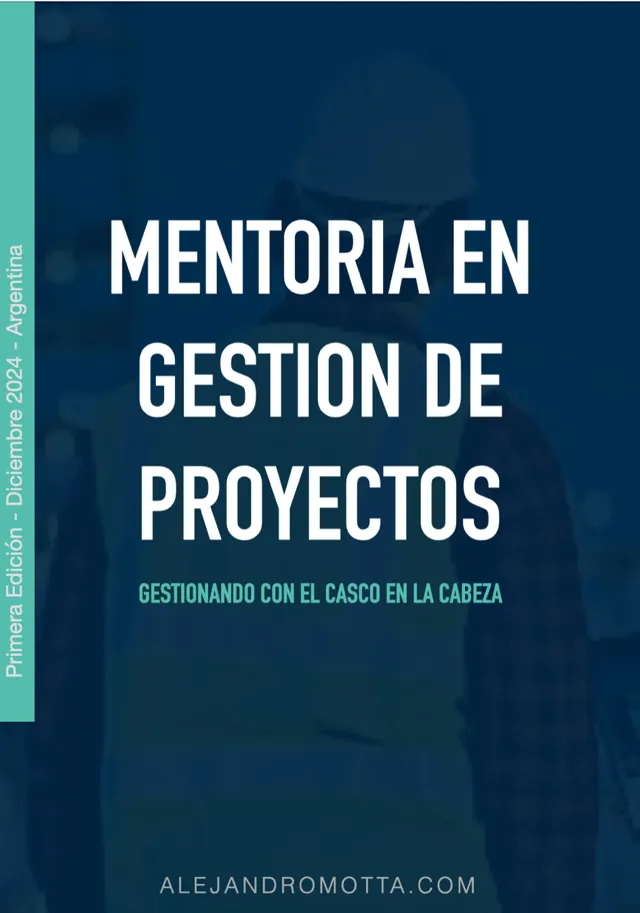 MENTORIA EN
GESTION DE
PROYECTOS
GESTIONANDO CON EL CASCO EN LA CABEZA
Primera Edición - Diciembre 2024 - Argentina
ALEJANDROMOTTA.COM